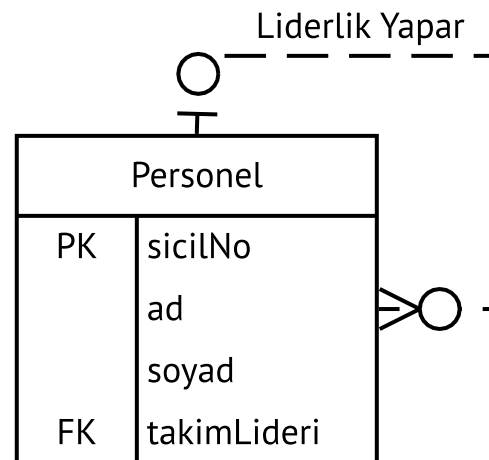 Liderlik Yapar
Personel
PK sicilNo
ad
soyad
FK takimLideri